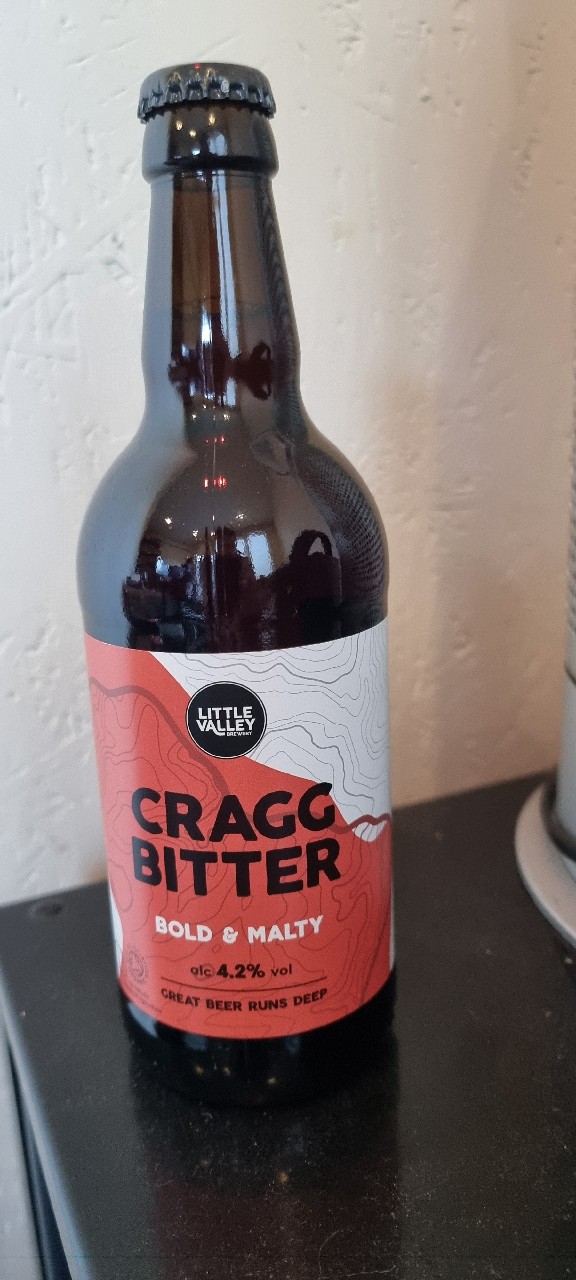 LITTLE
VALLEY
BREWERY
CRAGG
BITTER
BOLD & MALTY
alc 4.2% vol
GREAT BEER RUNS DEEP